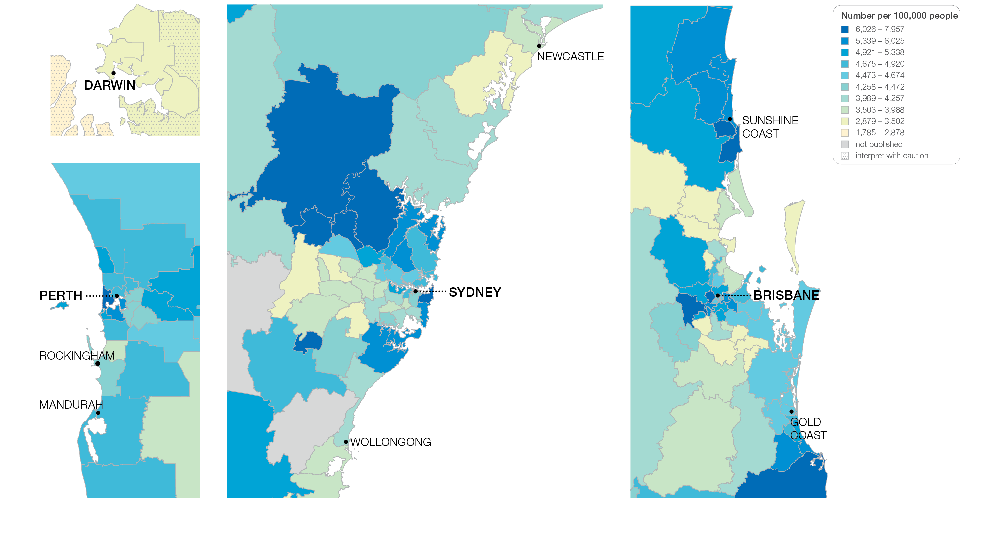 DARWIN
PERTH
ROCKINGHAM
MANDURAH
NEWCASTLE
SYDNEY
WOLLONGONG
SUNSHINE
COAST
BRISBANE
GOLD
COAST
Number per 100,000 people
6,026 – 7,957
5,339 – 6,025
4,921 – 5,338
4,675 – 4,920
4,473 – 4,674
4,258 – 4,472
3,989 – 4,257
3,503 – 3,988
2,879 – 3,502
1,785 – 2,878
not published
interpret with caution